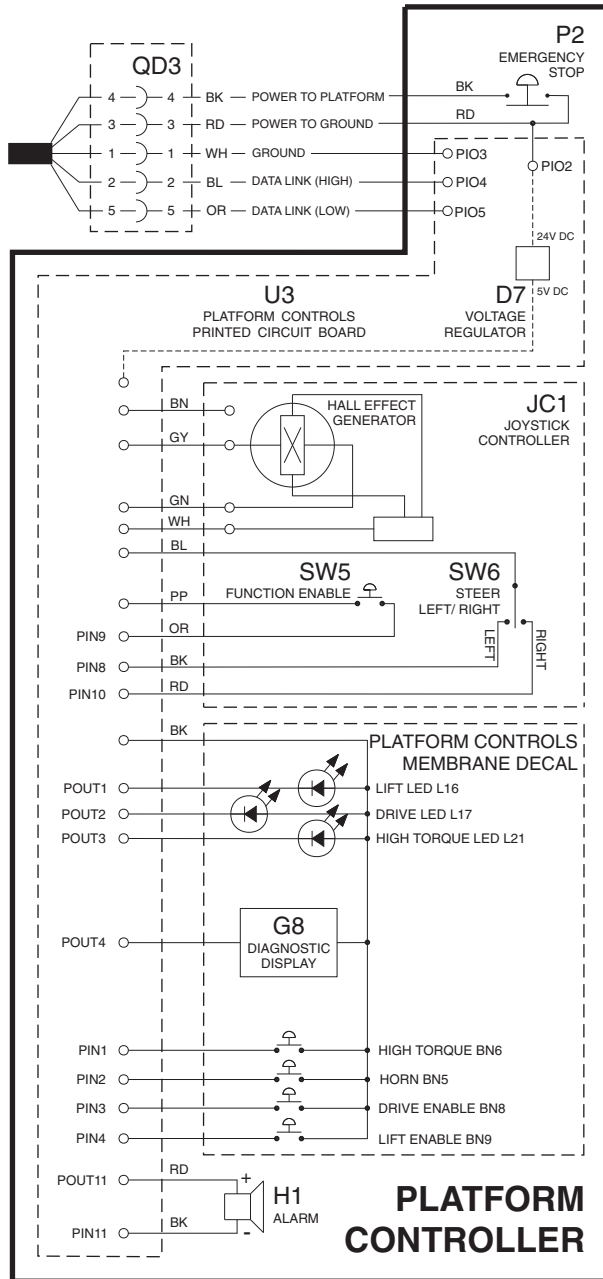 P2
EMERGENCY
STOP
QD3
4 4 BK POWER TO PLATFORM BK
3 3 RD POWER TO GROUND RD
1 1 WH GROUND PIO3
2 2 BL DATA LINK (HIGH) PIO4
5 5 OR DATA LINK (LOW) PIO5
PIO2
24V DC
5V DC
U3
PLATFORM CONTROLS
PRINTED CIRCUIT BOARD
D7
VOLTAGE
REGULATOR
JC1
JOYSTICK
CONTROLLER
HALL EFFECT
GENERATOR
BN
GY
GN
WH
BL
SW5
FUNCTION ENABLE
SW6
STEER
LEFT/ RIGHT
LEFT
RIGHT
PP
PIN9 OR
PIN8 BK
PIN10 RD
BK
PLATFORM CONTROLS
MEMBRANE DECAL
POUT1 LIFT LED L16
POUT2 DRIVE LED L17
POUT3 HIGH TORQUE LED L21
POUT4
G8
DIAGNOSTIC
DISPLAY
PIN1 HIGH TORQUE BN6
PIN2 HORN BN5
PIN3 DRIVE ENABLE BN8
PIN4 LIFT ENABLE BN9
POUT11 RD
+
H1
ALARM
-
PIN11 BK
PLATFORM
CONTROLLER